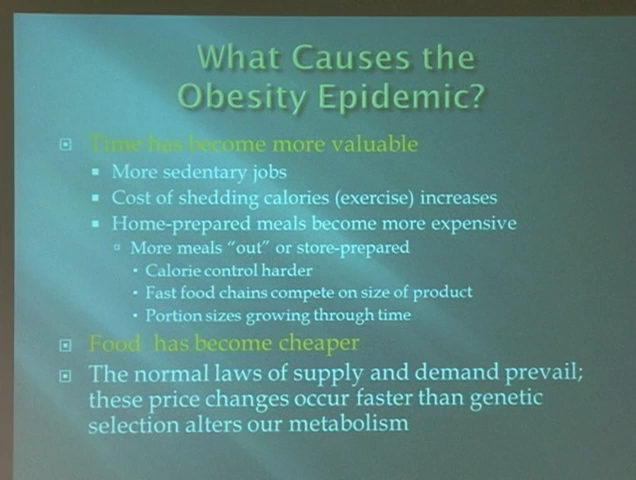 What Causes the
Obesity Epidemic?
Time has become more valuable
More sedentary jobs
Cost of shedding calories (exercise) increases
Home-prepared meals become more expensive
More meals “out” or store-prepared
Calorie control harder
Fast food chains compete on size of product
Portion sizes growing through time
Food has become cheaper
The normal laws of supply and demand prevail;
these price changes occur faster than genetic
selection alters our metabolism